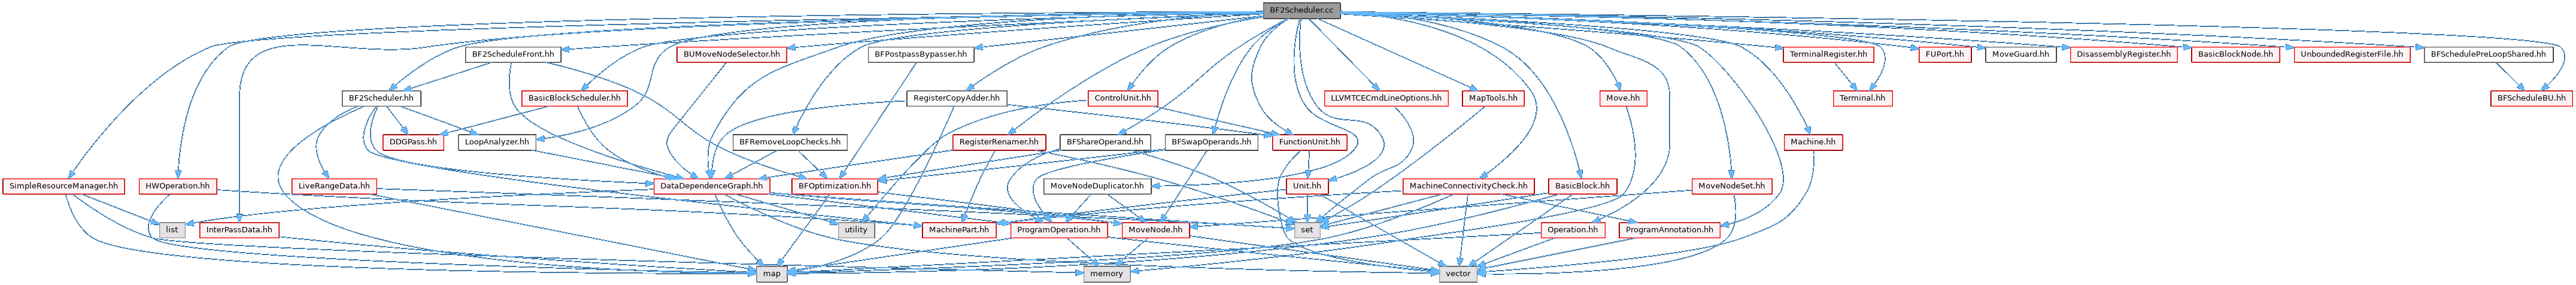 BF2Scheduler.cc
BF2ScheduleFront.hh
BUMoveNodeSelector.hh
BFPostpassBypasser.hh
TerminalRegister.hh
FUPort.hh
MoveGuard.hh
DisassemblyRegister.hh
BasicBlockNode.hh
UnboundedRegisterFile.hh
BFSchedulePreLoopShared.hh
BF2Scheduler.hh
BasicBlockScheduler.hh
RegisterCopyAdder.hh
ControlUnit.hh
LLVMTCECmdLineOptions.hh
MapTools.hh
Move.hh
Terminal.hh
BFScheduleBU.hh
DDGPass.hh
LoopAnalyzer.hh
BFRemoveLoopChecks.hh
RegisterRenamer.hh
BFShareOperand.hh
BFSwapOperands.hh
FunctionUnit.hh
Machine.hh
SimpleResourceManager.hh
HWOperation.hh
LiveRangeData.hh
DataDependenceGraph.hh
BFOptimization.hh
MoveNodeDuplicator.hh
Unit.hh
MachineConnectivityCheck.hh
BasicBlock.hh
MoveNodeSet.hh
list
InterPassData.hh
utility
MachinePart.hh
ProgramOperation.hh
MoveNode.hh
set
Operation.hh
ProgramAnnotation.hh
map
memory
vector